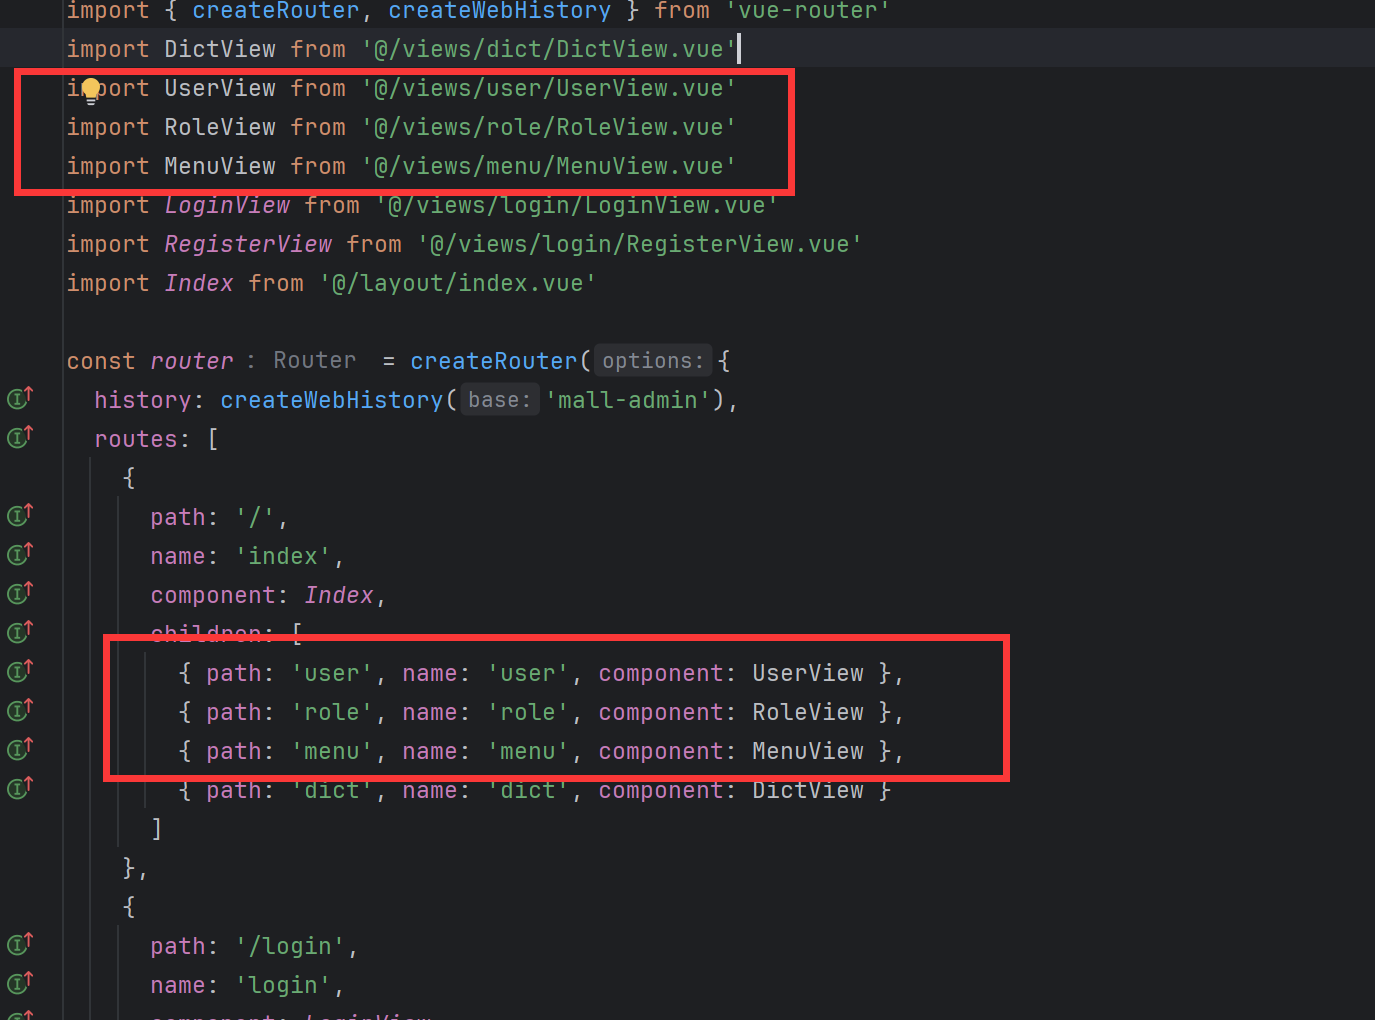 import { createRouter, createWebHistory } from 'vue-router'
import DictView from '@/views/dict/DictView.vue'
import UserView from '@/views/user/UserView.vue'
import RoleView from '@/views/role/RoleView.vue'
import MenuView from '@/views/menu/MenuView.vue'
import LoginView from '@/views/login/LoginView.vue'
import RegisterView from '@/views/login/RegisterView.vue'
import Index from '@/layout/index.vue'
const router : Router = createRouter( options: {
history: createWebHistory( base: 'mall-admin'),
routes: [
{
path: '/',
name: 'index',
component: Index,
children: [
{ path: 'user', name: 'user', component: UserView },
{ path: 'role', name: 'role', component: RoleView },
{ path: 'menu', name: 'menu', component: MenuView },
{ path: 'dict', name: 'dict', component: DictView }
]
},
{
path: '/login',
name: 'login',
component: LoginView